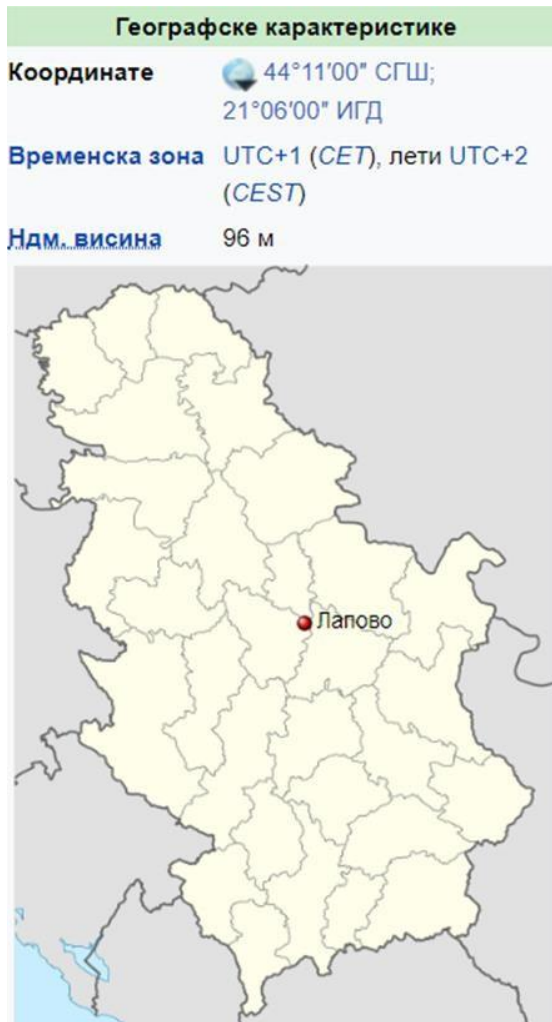 Географске карактеристике
Координате 44°11′00″ СГШ;
21°06′00″ ИГД
Временска зона UTC+1 (CET), лети UTC+2
(CEST)
Ндм. висина 96 м
Лапово